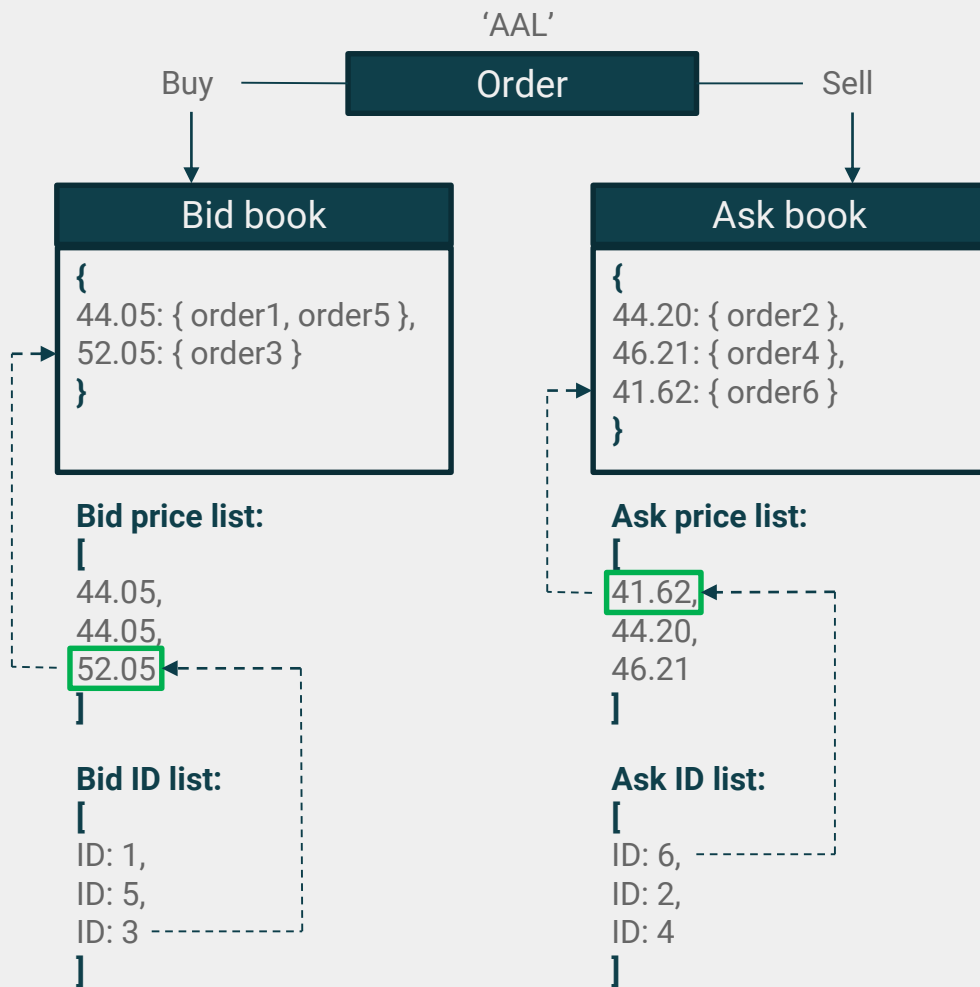 ‘AAL’
Order
Buy
Sell
Bid book
{
44.05: { order1, order5 },
52.05: { order3 }
}
Bid price list:
[
44.05,
44.05,
52.05
]
Bid ID list:
[
ID: 1,
ID: 5,
ID: 3
]
Ask book
{
44.20: { order2 },
46.21: { order4 },
41.62: { order6 }
}
Ask price list:
[
41.62,
44.20,
46.21
]
Ask ID list:
[
ID: 6,
ID: 2,
ID: 4
]